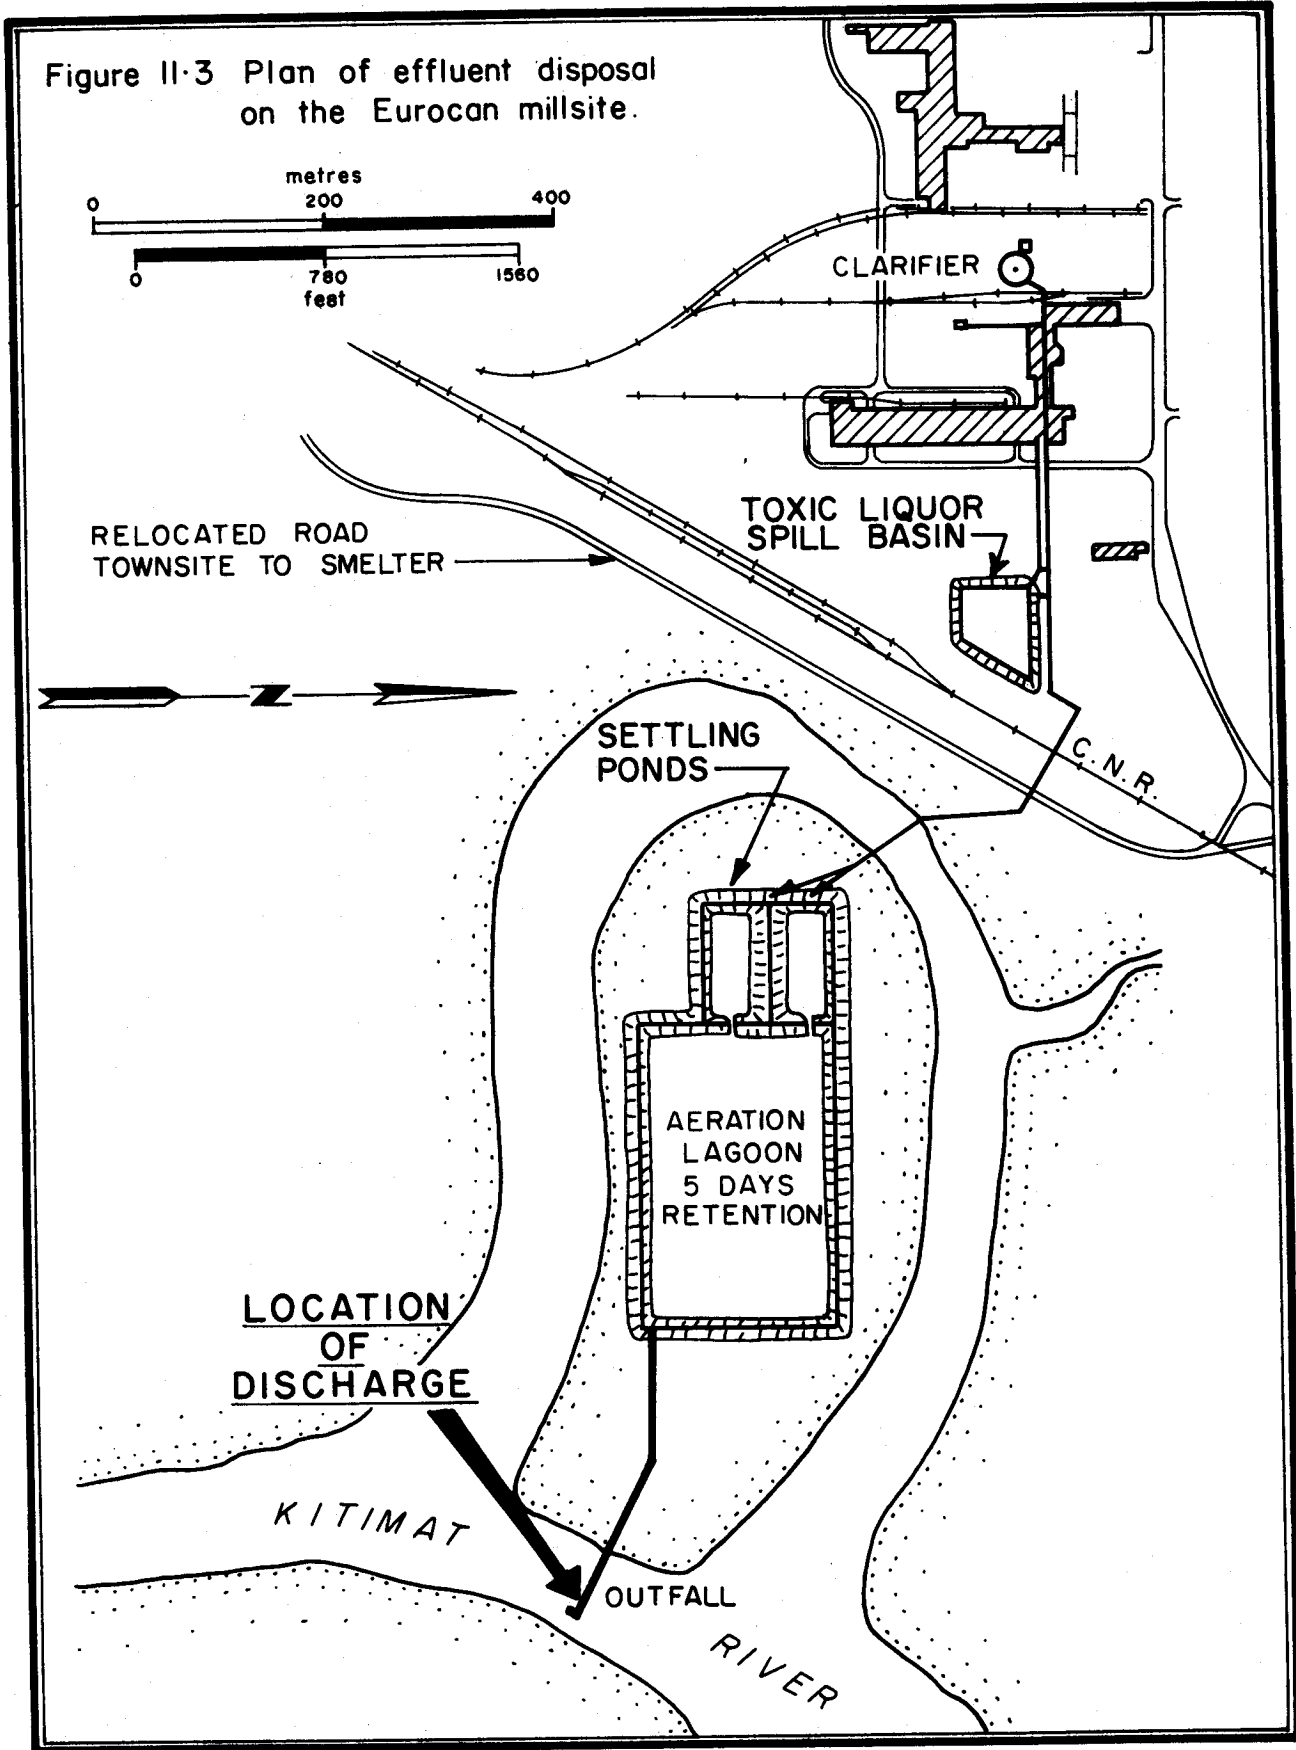 Figure II·3 Plan of effluent disposal
on the Eurocan millsite.
metres
0 200 400
0 780 1560
feet
CLARIFIER
TOXIC LIQUOR
SPILL BASIN
RELOCATED ROAD
TOWNSITE TO SMELTER
N
SETTLING
PONDS
C.N.R.
AERATION
LAGOON
5 DAYS
RETENTION
LOCATION
OF
DISCHARGE
KITIMAT
OUTFALL
RIVER